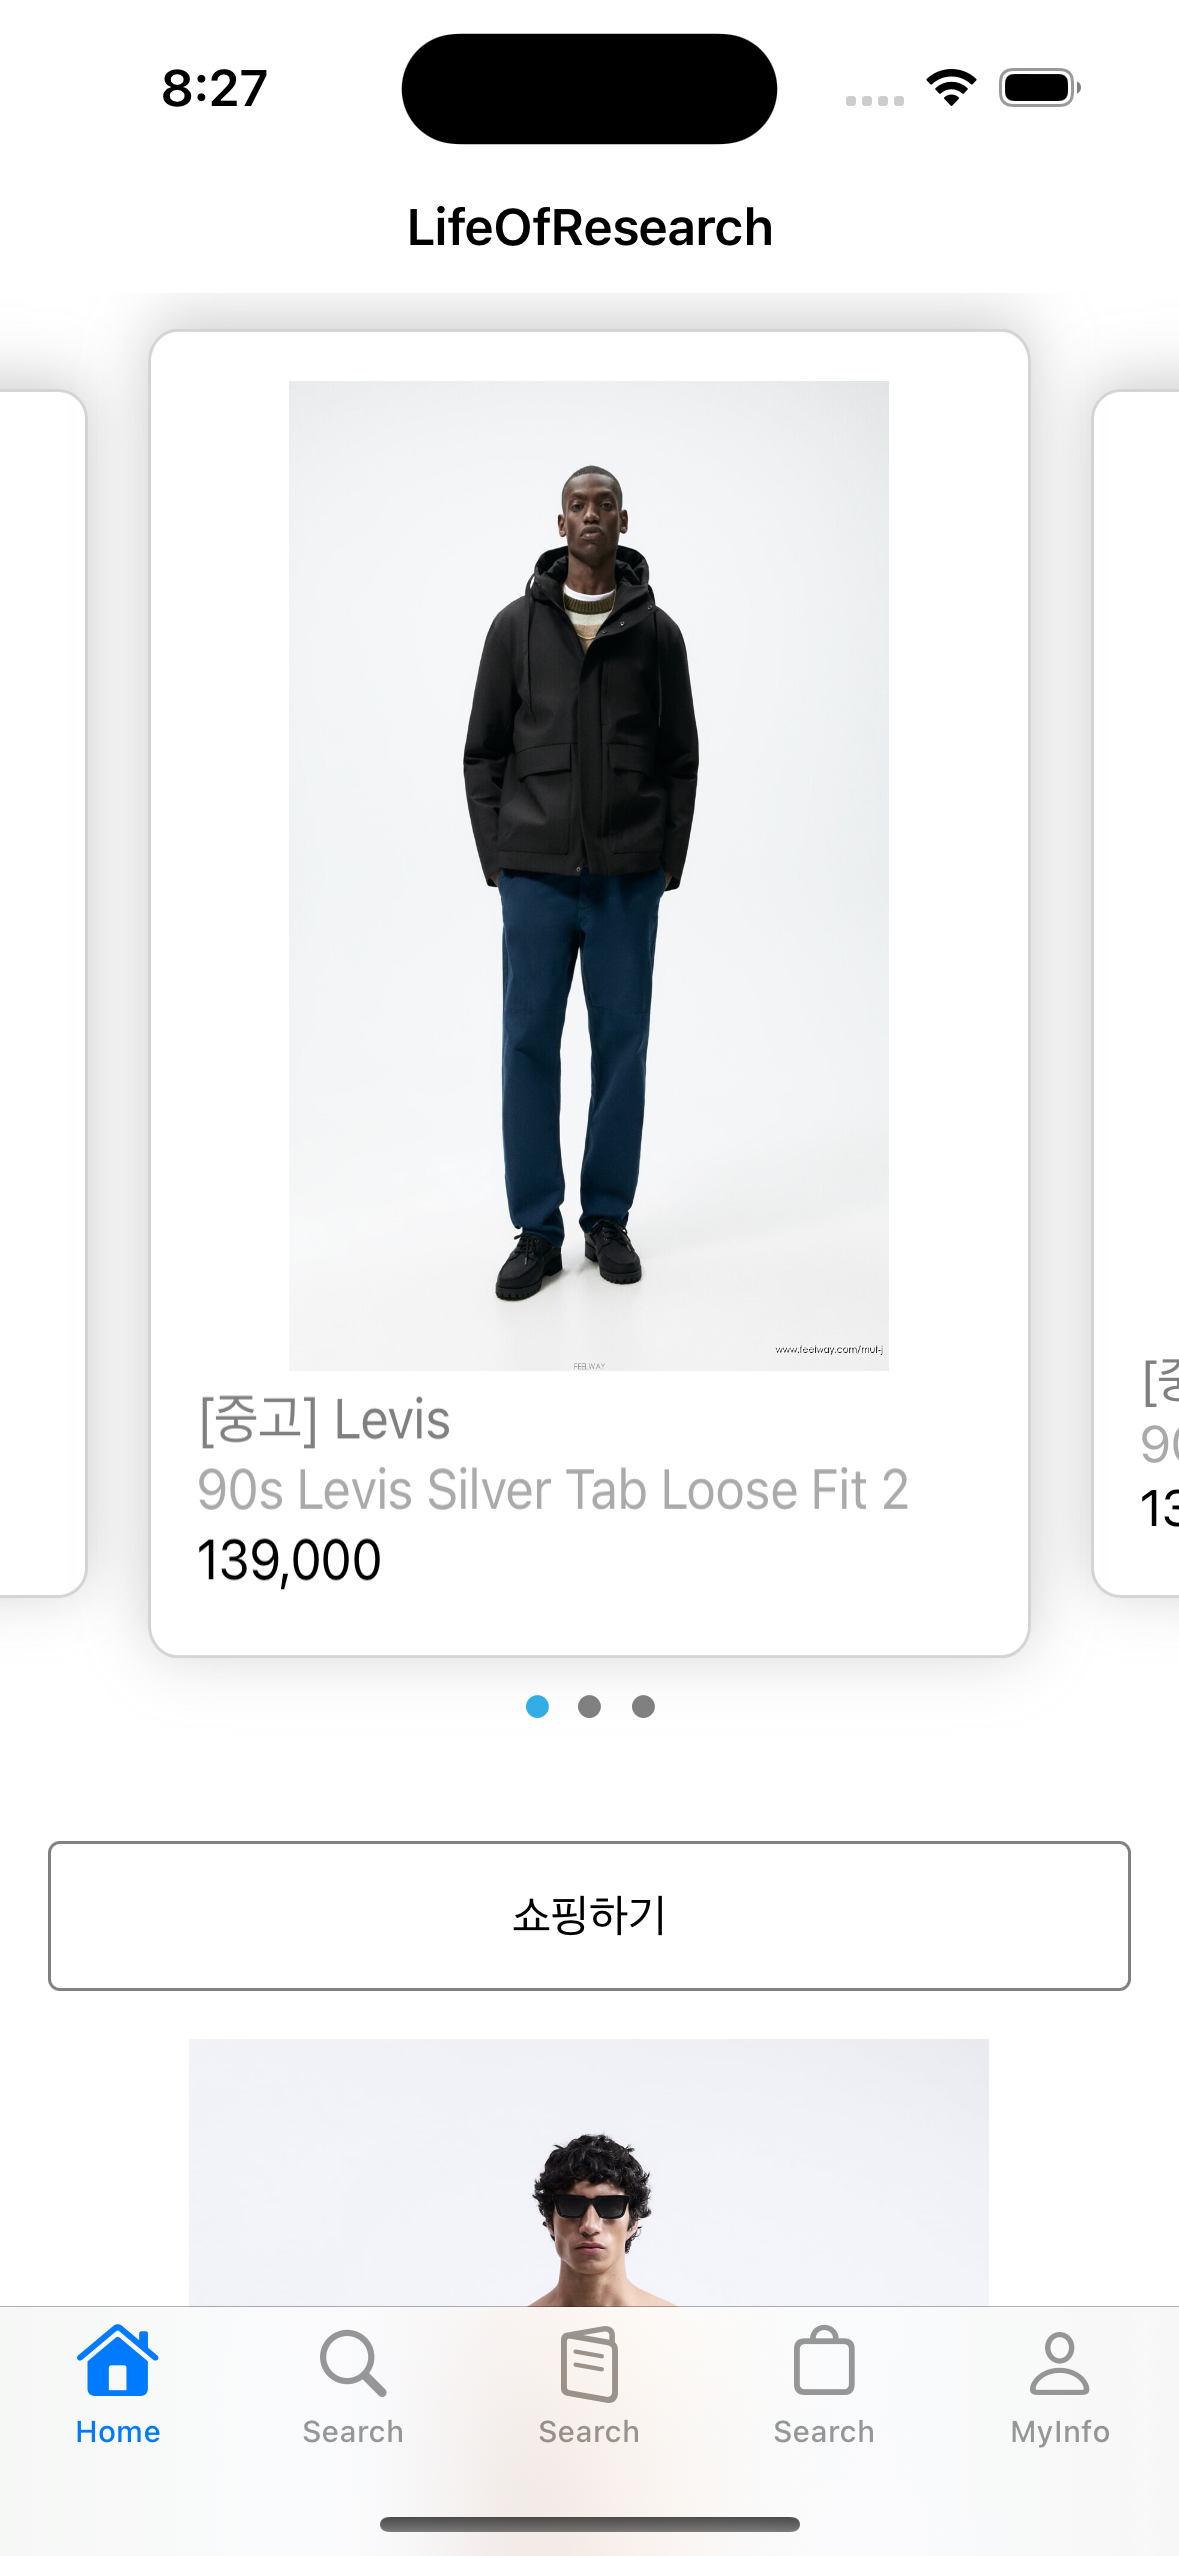 8:27
LifeOfResearch
www.feelway.com/muf-j
FEELWAY
[중고] Levis
90s Levis Silver Tab Loose Fit 2
139,000
[중
90
13
쇼핑하기
Home
Search
Search
Search
MyInfo